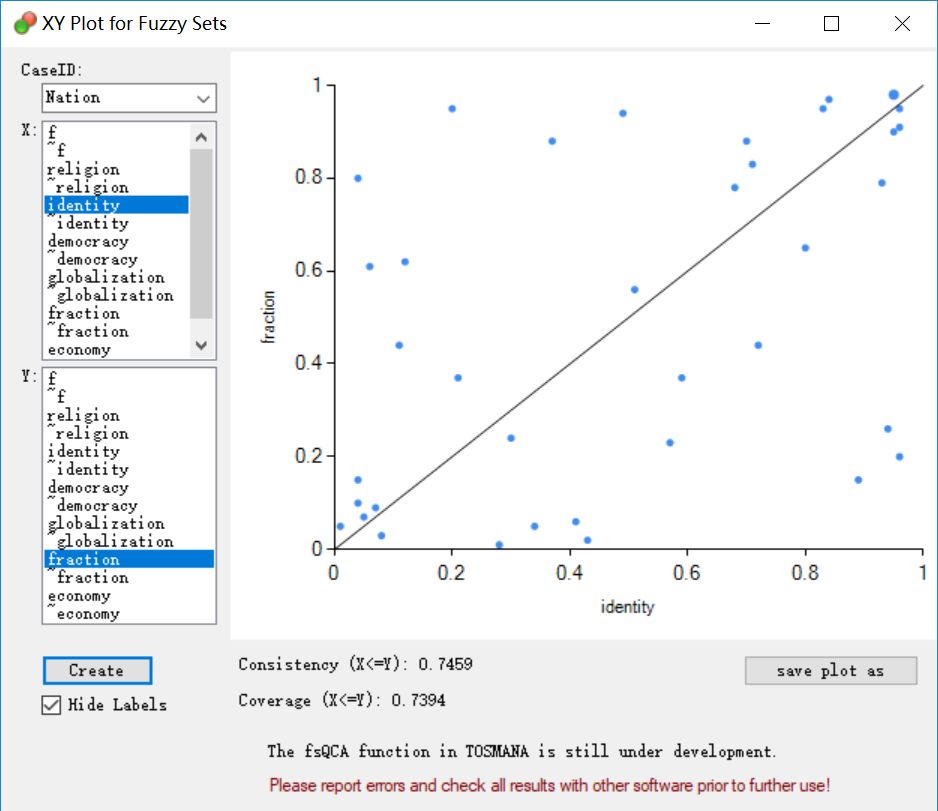 XY Plot for Fuzzy Sets
CaseID:
Nation
X:
f
~f
religion
~religion
identity
~identity
democracy
~democracy
globalization
~globalization
fraction
~fraction
economy
Y:
f
~f
religion
~religion
identity
~identity
democracy
~democracy
globalization
~globalization
fraction
~fraction
economy
~economy
Create
Hide Labels
1
0.8
0.6
0.4
0.2
0
fraction
0 0.2 0.4 0.6 0.8 1
identity
Consistency (X<=Y): 0.7459
Coverage (X<=Y): 0.7394
save plot as
The fsQCA function in TOSMANA is still under development.
Please report errors and check all results with other software prior to further use!